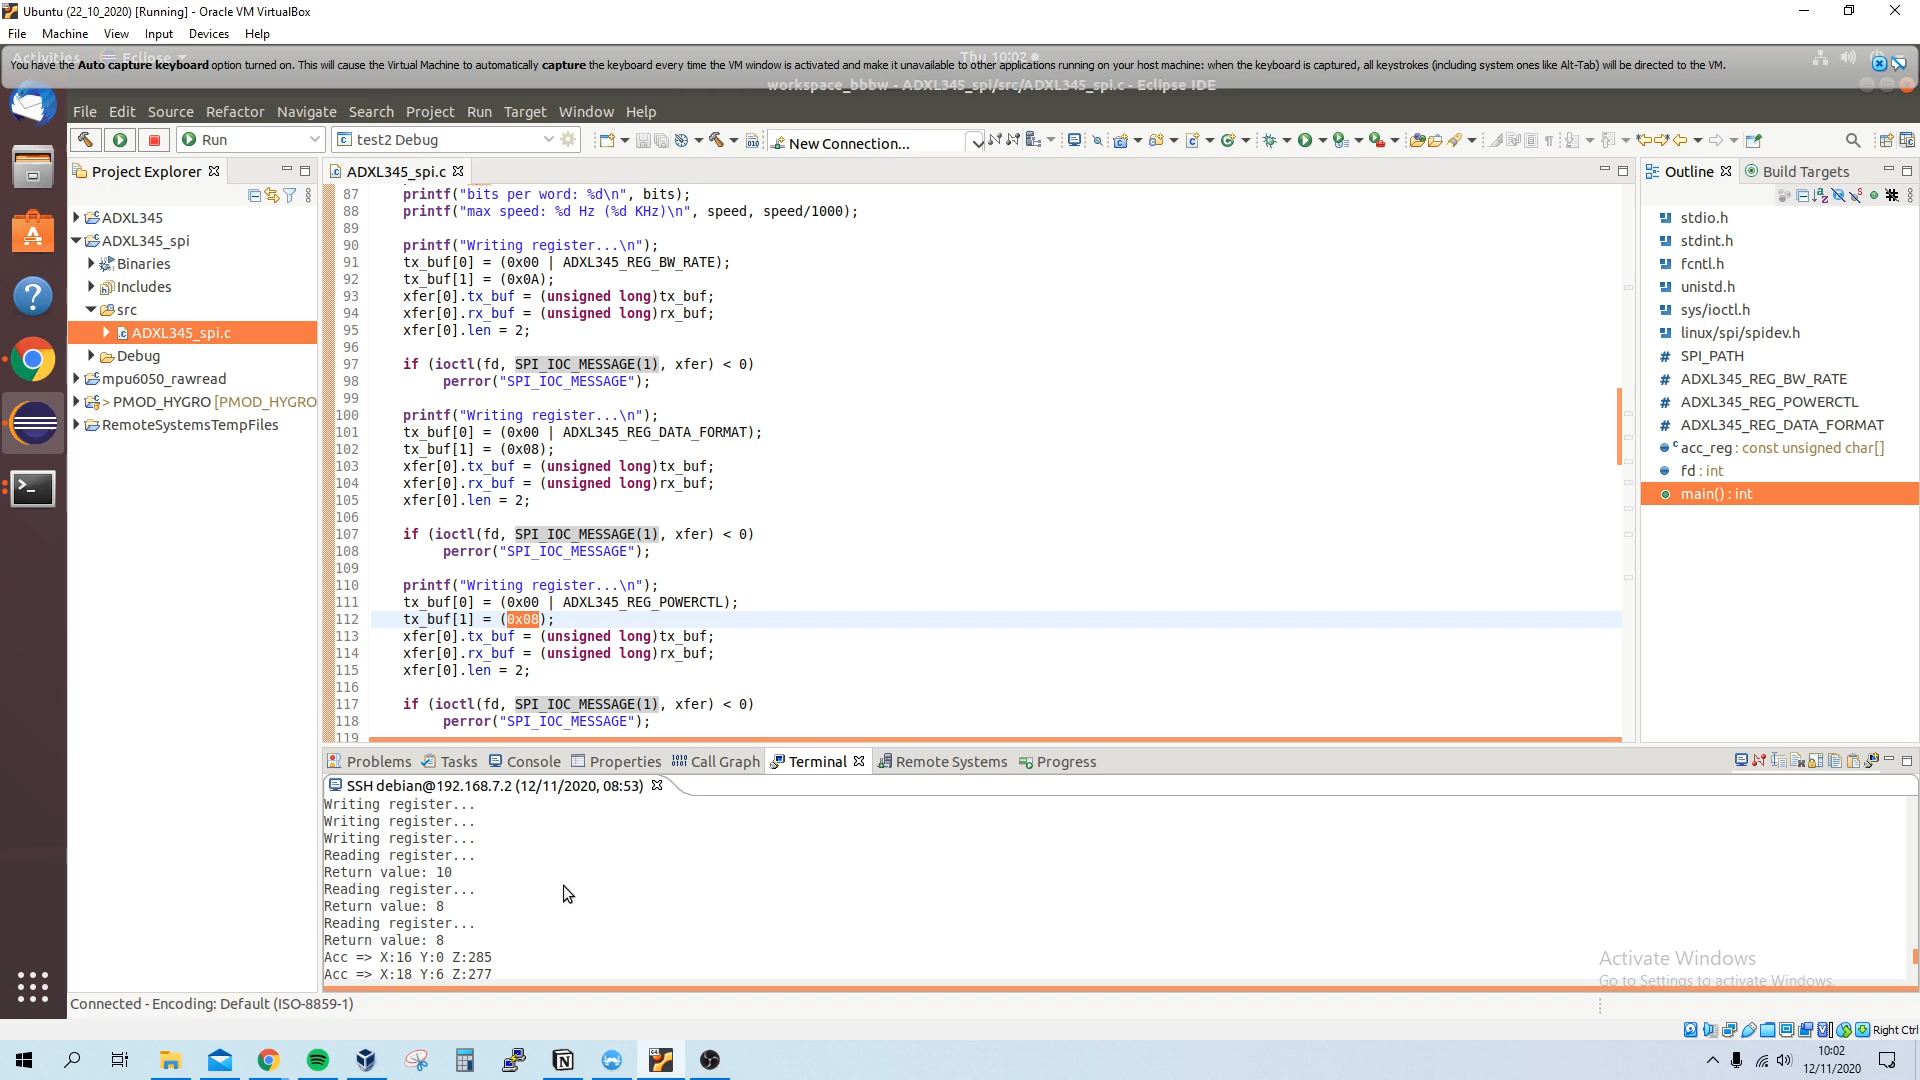 Ubuntu (22_10_2020) [Running] - Oracle VM VirtualBox
File Machine View Input Devices Help
Activities Eclipse Thu 10:02
You have the Auto capture keyboard option turned on. This will cause the Virtual Machine to automatically capture the keyboard every time the VM window is activated and make it unavailable to other applications running on your host machine: when the keyboard is captured, all keystrokes (including system ones like Alt-Tab) will be directed to the VM.
workspace_bbbw - ADXL345_spi/src/ADXL345_spi.c - Eclipse IDE
File Edit Source Refactor Navigate Search Project Run Target Window Help
Run
test2 Debug
New Connection...
Project Explorer
ADXL345
ADXL345_spi
Binaries
Includes
src
ADXL345_spi.c
Debug
mpu6050_rawread
> PMOD_HYGRO [PMOD_HYGRO
RemoteSystemsTempFiles
ADXL345_spi.c
87 printf("bits per word: %d\n", bits);
88 printf("max speed: %d Hz (%d KHz)\n", speed, speed/1000);
89
90 printf("Writing register...\n");
91 tx_buf[0] = (0x00 | ADXL345_REG_BW_RATE);
92 tx_buf[1] = (0x0A);
93 xfer[0].tx_buf = (unsigned long)tx_buf;
94 xfer[0].rx_buf = (unsigned long)rx_buf;
95 xfer[0].len = 2;
96
97 if (ioctl(fd, SPI_IOC_MESSAGE(1), xfer) < 0)
98 perror("SPI_IOC_MESSAGE");
99
100 printf("Writing register...\n");
101 tx_buf[0] = (0x00 | ADXL345_REG_DATA_FORMAT);
102 tx_buf[1] = (0x08);
103 xfer[0].tx_buf = (unsigned long)tx_buf;
104 xfer[0].rx_buf = (unsigned long)rx_buf;
105 xfer[0].len = 2;
106
107 if (ioctl(fd, SPI_IOC_MESSAGE(1), xfer) < 0)
108 perror("SPI_IOC_MESSAGE");
109
110 printf("Writing register...\n");
111 tx_buf[0] = (0x00 | ADXL345_REG_POWERCTL);
112 tx_buf[1] = (0x08);
113 xfer[0].tx_buf = (unsigned long)tx_buf;
114 xfer[0].rx_buf = (unsigned long)rx_buf;
115 xfer[0].len = 2;
116
117 if (ioctl(fd, SPI_IOC_MESSAGE(1), xfer) < 0)
118 perror("SPI_IOC_MESSAGE");
119
Outline Build Targets
stdio.h
stdint.h
fcntl.h
unistd.h
sys/ioctl.h
linux/spi/spidev.h
SPI_PATH
ADXL345_REG_BW_RATE
ADXL345_REG_POWERCTL
ADXL345_REG_DATA_FORMAT
acc_reg : const unsigned char[]
fd : int
main() : int
Problems Tasks Console Properties Call Graph Terminal Remote Systems Progress
SSH debian@192.168.7.2 (12/11/2020, 08:53)
Writing register...
Writing register...
Writing register...
Reading register...
Return value: 10
Reading register...
Return value: 8
Reading register...
Return value: 8
Acc => X:16 Y:0 Z:285
Acc => X:18 Y:6 Z:277
Activate Windows
Go to Settings to activate Windows.
Connected - Encoding: Default (ISO-8859-1)
Right Ctrl
10:02
12/11/2020